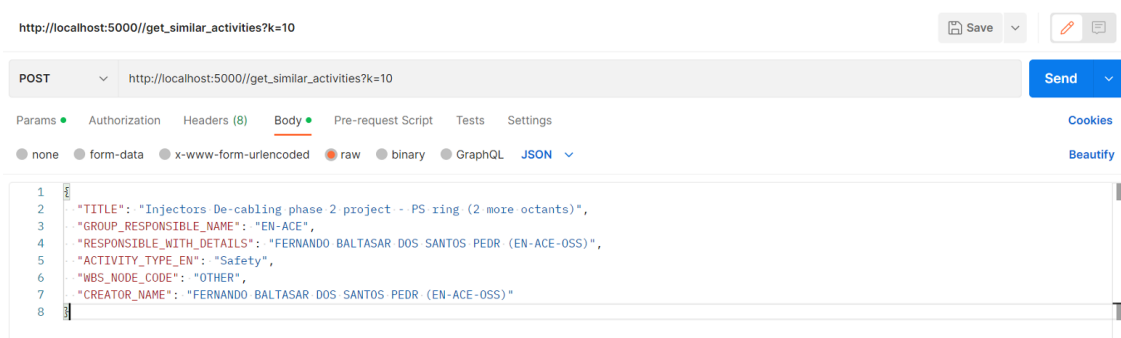 http://localhost:5000//get_similar_activities?k=10
Save
POST http://localhost:5000//get_similar_activities?k=10 Send
Params Authorization Headers (8) Body Pre-request Script Tests Settings Cookies
none form-data x-www-form-urlencoded raw binary GraphQL JSON Beautify
1 {
2 "TITLE": "Injectors De-cabling phase 2 project - PS ring (2 more octants)",
3 "GROUP_RESPONSIBLE_NAME": "EN-ACE",
4 "RESPONSIBLE_WITH_DETAILS": "FERNANDO BALTASAR DOS SANTOS PEDR (EN-ACE-OSS)",
5 "ACTIVITY_TYPE_EN": "Safety",
6 "WBS_NODE_CODE": "OTHER",
7 "CREATOR_NAME": "FERNANDO BALTASAR DOS SANTOS PEDR (EN-ACE-OSS)"
8 }